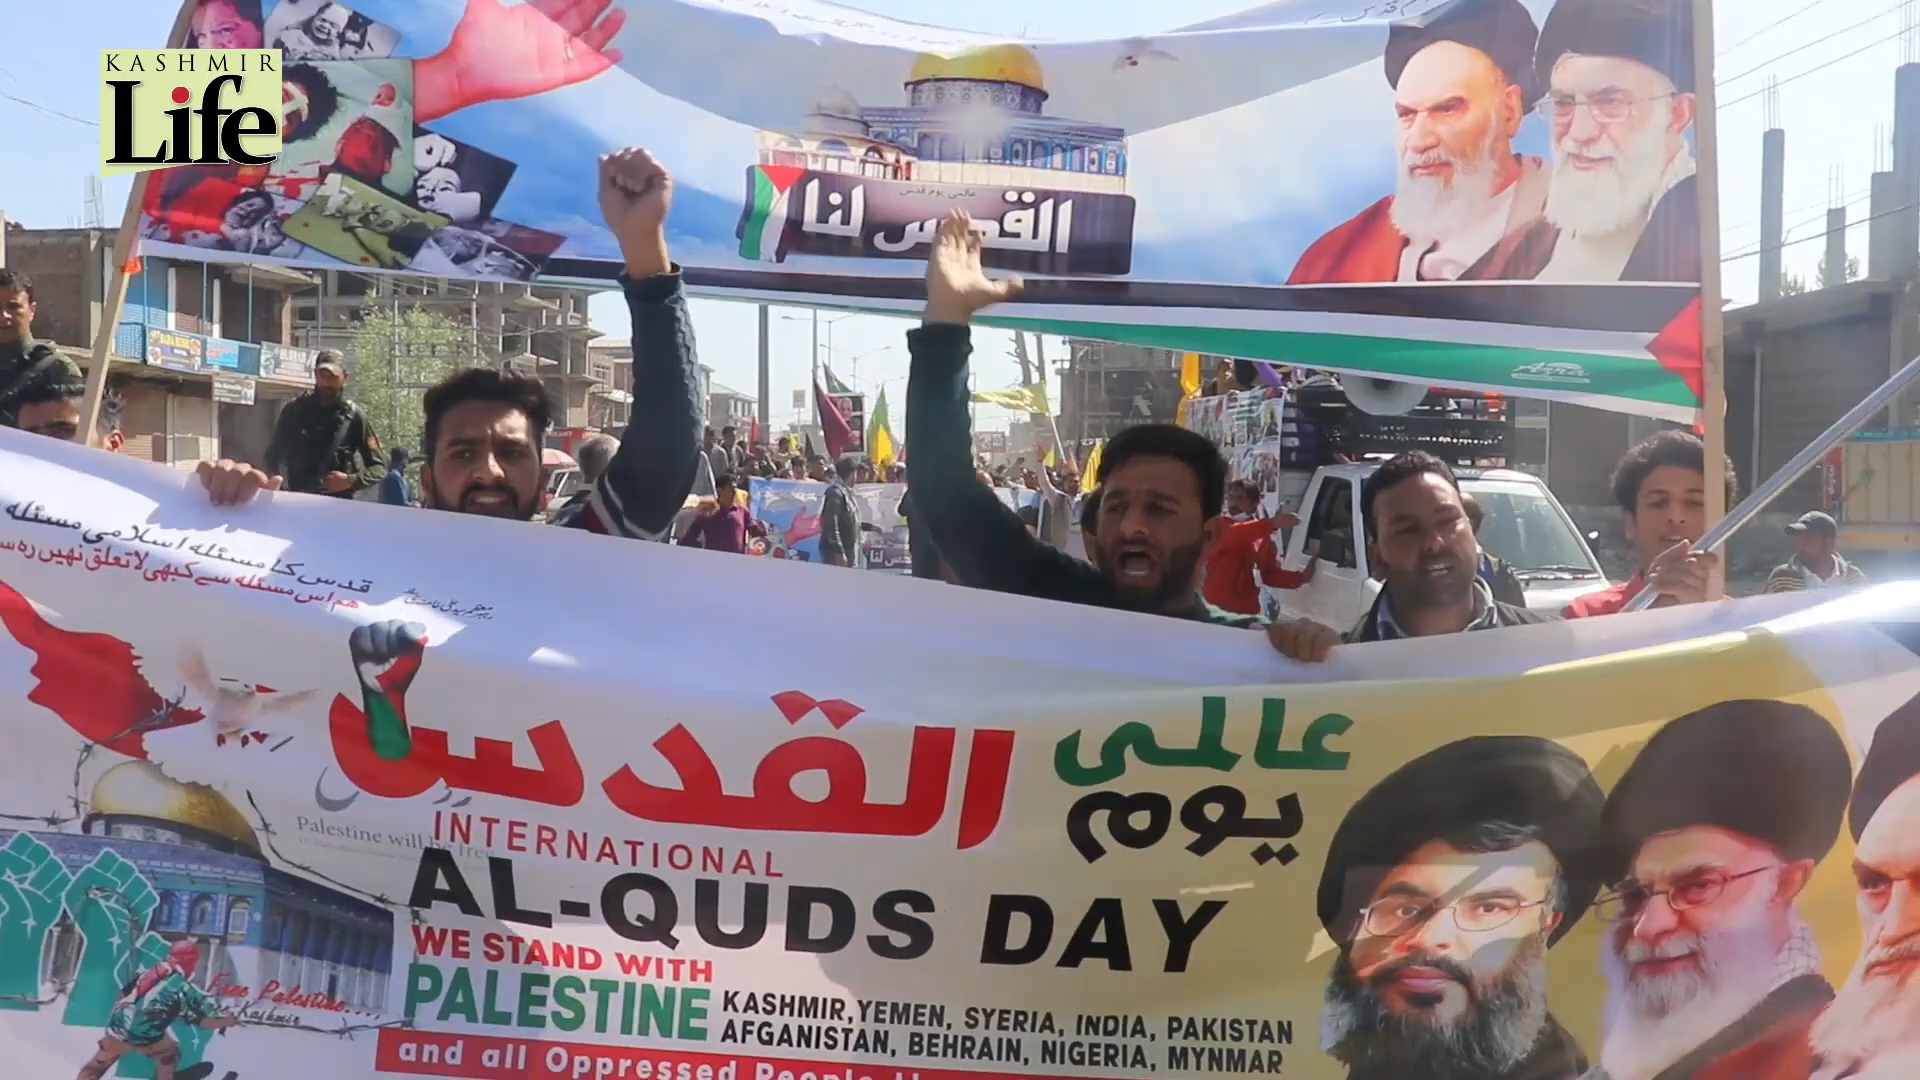 KASHMIR
Life
عالمی یوم قدس
القدس لنا
قدس کا مسئلہ اسلامی مسئلہ
ہم اس مسئلہ سے کبھی لاتعلق نہیں رہ
عالمی
یوم
القدس
Palestine will be free
INTERNATIONAL
AL-QUDS DAY
WE STAND WITH
PALESTINE
KASHMIR, YEMEN, SYERIA, INDIA, PAKISTAN
AFGANISTAN, BEHRAIN, NIGERIA, MYNMAR
and all Oppressed
Free Palestine....
Kashmir